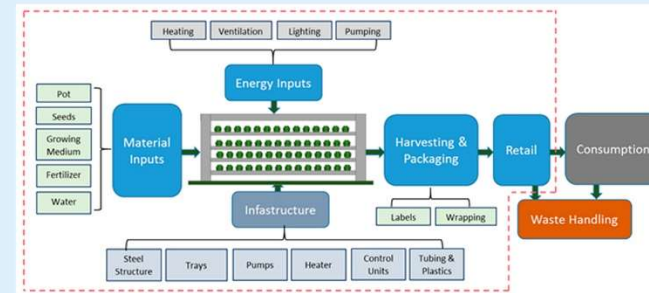 Heating
Ventilation
Lighting
Pumping
Energy Inputs
Pot
Seeds
Growing
Medium
Fertilizer
Water
Material
Inputs
Harvesting &
Packaging
Retail
Consumption
Infastructure
Labels
Wrapping
Waste Handling
Steel
Structure
Trays
Pumps
Heater
Control
Units
Tubing &
Plastics